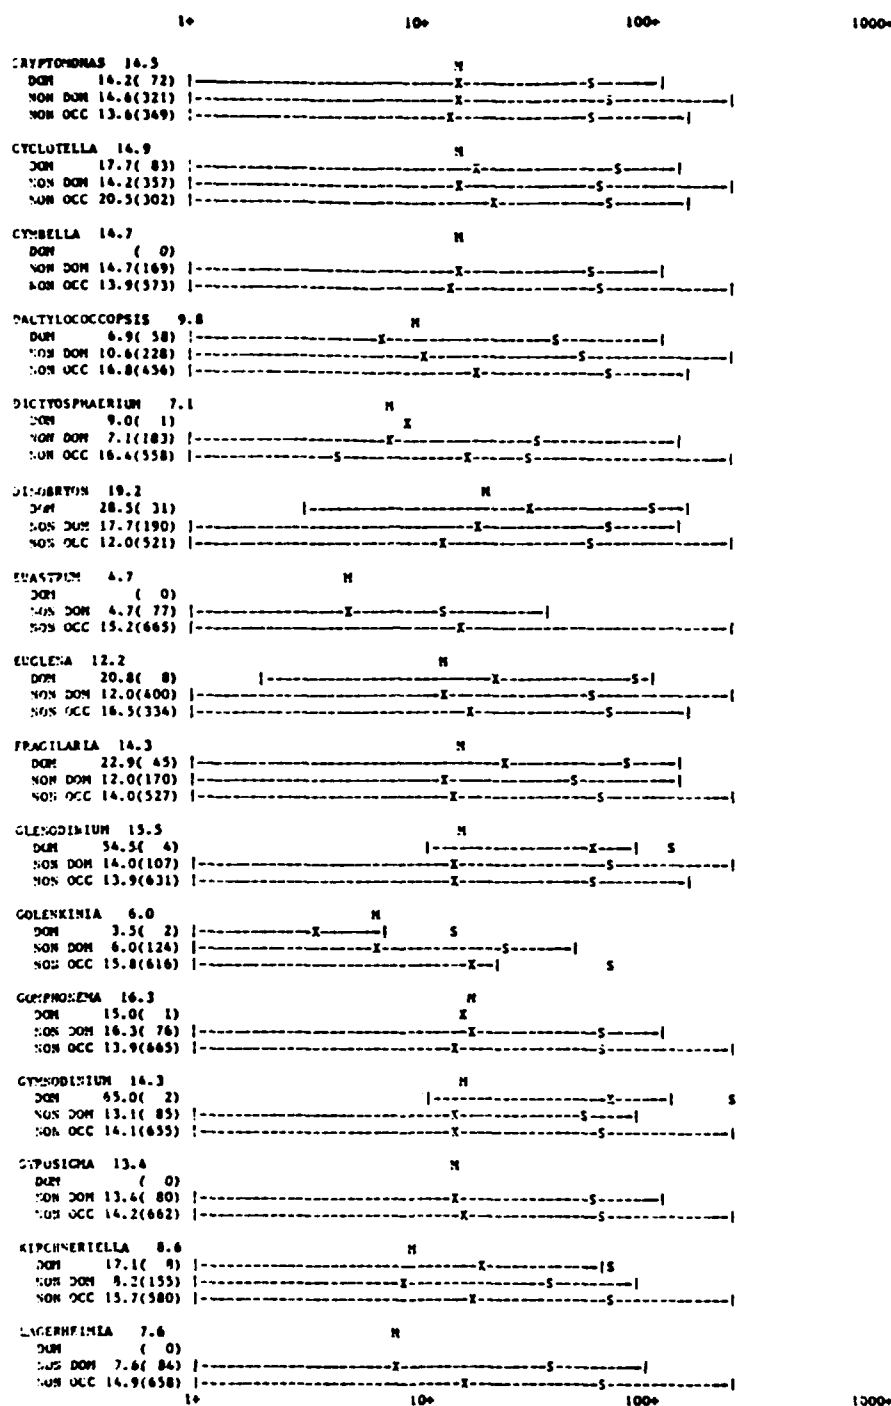 1+ 10+ 100+ 1000+
CRYPTOMONAS 14.5 M
DOM 14.2( 72) |-----X-----S-----|
NON DOM 14.6(321) |-----X-----S-----|
NON OCC 13.6(349) |-----X-----S-----|
CYCLOTELLA 14.9 M
DOM 17.7( 83) |-----X-----S-----|
NON DOM 14.2(357) |-----X-----S-----|
NON OCC 20.5(302) |-----X-----S-----|
CYMBELLA 14.7 M
DOM ( 0)
NON DOM 14.7(169) |-----X-----S-----|
NON OCC 13.9(573) |-----X-----S-----|
DACTYLOCOCCOPSIS 9.8 M
DOM 6.9( 58) |-----X-----S-----|
NON DOM 10.6(228) |-----X-----S-----|
NON OCC 16.8(456) |-----X-----S-----|
DICTYOSPHAERIUM 7.1 M
DOM 9.0( 1) X
NON DOM 7.1(183) |-----X-----S-----|
NON OCC 16.4(558) |-----S-----X-----S-----|
DINOBRYON 19.2 M
DOM 28.5( 31) |-----X-----S-----|
NON DOM 17.7(190) |-----X-----S-----|
NON OCC 12.0(521) |-----X-----S-----|
EUASTRUM 4.7 M
DOM ( 0)
NON DOM 4.7( 77) |-----X-----S-----|
NON OCC 15.2(665) |-----X-----|
EUGLENA 12.2 M
DOM 20.8( 8) |-----X-----S--|
NON DOM 12.0(400) |-----X-----S-----|
NON OCC 16.5(334) |-----X-----S-----|
FRAGILARIA 14.3 M
DOM 22.9( 45) |-----X-----S-----|
NON DOM 12.0(170) |-----X-----S-----|
NON OCC 14.0(527) |-----X-----S-----|
GLENODINIUM 15.5 M
DOM 54.5( 4) |-----X-----| S
NON DOM 14.0(107) |-----X-----S-----|
NON OCC 13.9(631) |-----X-----S-----|
GOLENKINIA 6.0 M
DOM 3.5( 2) |-----X-----| S
NON DOM 6.0(124) |-----X-----S-----|
NON OCC 15.8(616) |-----X--| S
GOMPHONEMA 16.3 M
DOM 15.0( 1) X
NON DOM 16.3( 76) |-----X-----S-----|
NON OCC 13.9(665) |-----X-----S-----|
GYMNODINIUM 14.3 M
DOM 65.0( 2) |-----X-----| S
NON DOM 13.1( 85) |-----X-----S-----|
NON OCC 14.1(655) |-----X-----S-----|
GYROSIGMA 13.4 M
DOM ( 0)
NON DOM 13.4( 80) |-----X-----S-----|
NON OCC 14.2(662) |-----X-----S-----|
KIRCHNERIELLA 8.6 M
DOM 17.1( ) |-----X-----|S
NON DOM 8.2(155) |-----X-----S-----|
NON OCC 15.7(580) |-----X-----S-----|
LAGERHEIMIA 7.6 M
DOM ( 0)
NON DOM 7.6( 84) |-----X-----S-----|
NON OCC 14.9(658) |-----X-----S-----|
1+ 10+ 100+ 1000+